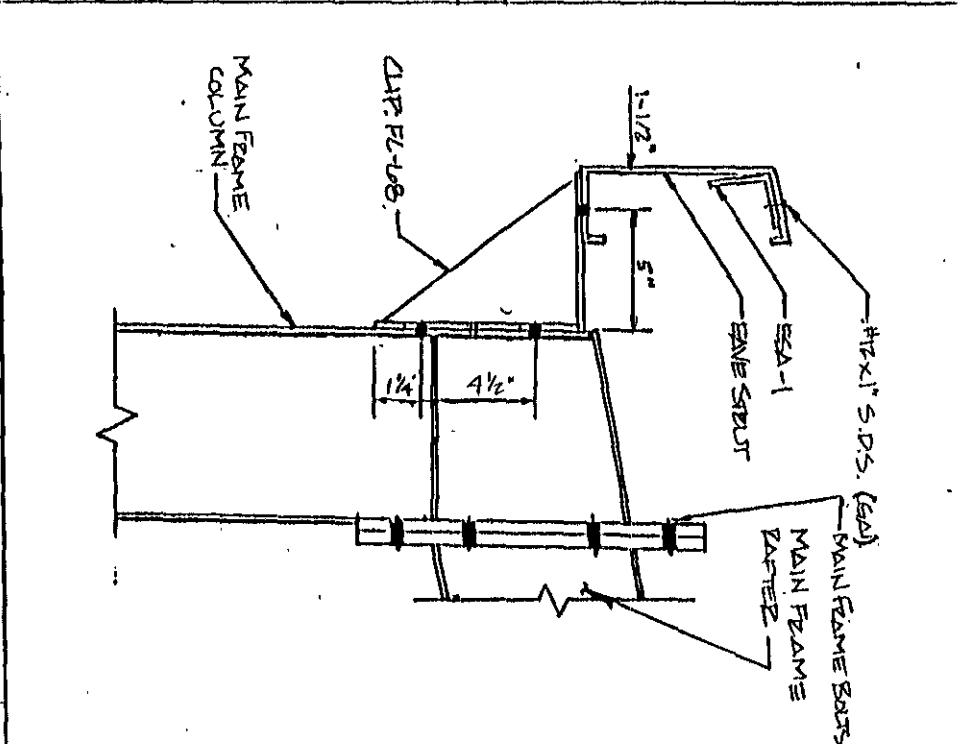 #12x1" S.D.S. (GAL)
ESA-1
EAVE STRUT
1-1/2"
5"
CLIP: FL-68
MAIN FRAME
COLUMN
1¼"
4½"
MAIN FRAME BOLTS
MAIN FRAME
RAFTER